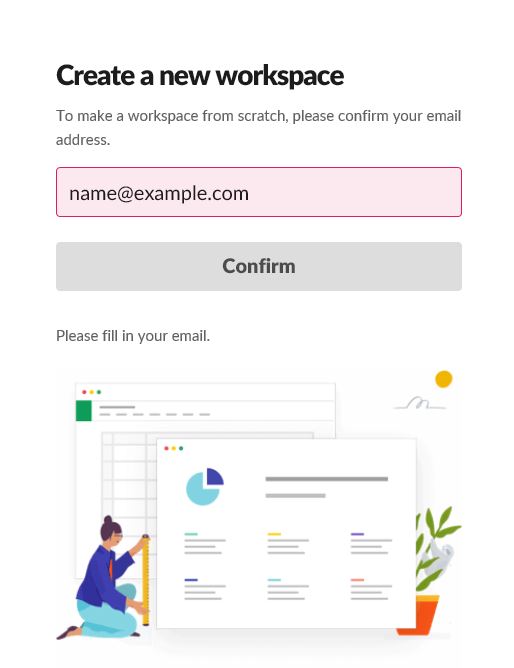 Create a new workspace
To make a workspace from scratch, please confirm your email
address.
name@example.com
Confirm
Please fill in your email.